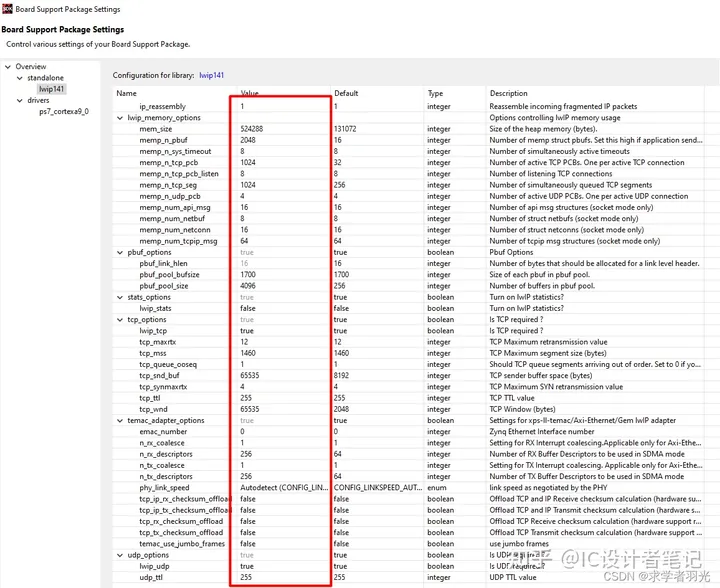 Board Support Package Settings
Board Support Package Settings
Control various settings of your Board Support Package.
Overview
standalone
lwip141
drivers
ps7_cortexa9_0
Configuration for library: lwip141
Name Value Default Type Description
ip_reassembly 1 1 integer Reassemble incoming fragmented IP packets
lwip_memory_options Options controlling lwIP memory usage
mem_size 524288 131072 integer Size of the heap memory (bytes).
memp_n_pbuf 2048 16 integer Number of memp struct pbufs. Set this high if application send...
memp_n_sys_timeout 8 8 integer Number of simultaneously active timeouts
memp_n_tcp_pcb 1024 32 integer Number of active TCP PCBs. One per active TCP connection
memp_n_tcp_pcb_listen 8 8 integer Number of listening TCP connections
memp_n_tcp_seg 1024 256 integer Number of simultaneously queued TCP segments
memp_n_udp_pcb 4 4 integer Number of active UDP PCBs. One per active UDP connection
memp_num_api_msg 16 16 integer Number of api msg structures (socket mode only)
memp_num_netbuf 8 8 integer Number of struct netbufs (socket mode only)
memp_num_netconn 16 16 integer Number of struct netconns (socket mode only)
memp_num_tcpip_msg 64 64 integer Number of tcpip msg structures (socket mode only)
pbuf_options true true boolean Pbuf Options
pbuf_link_hlen 16 16 integer Number of bytes that should be allocated for a link level header.
pbuf_pool_bufsize 1700 1700 integer Size of each pbuf in pbuf pool.
pbuf_pool_size 4096 256 integer Number of buffers in pbuf pool.
stats_options true true boolean Turn on lwIP statistics?
lwip_stats false false boolean Turn on lwIP statistics?
tcp_options true true boolean Is TCP required ?
lwip_tcp true true boolean Is TCP required ?
tcp_maxrtx 12 12 integer TCP Maximum retransmission value
tcp_mss 1460 1460 integer TCP Maximum segment size (bytes)
tcp_queue_ooseq 1 1 integer Should TCP queue segments arriving out of order. Set to 0 if yo...
tcp_snd_buf 65535 8192 integer TCP sender buffer space (bytes)
tcp_synmaxrtx 4 4 integer TCP Maximum SYN retransmission value
tcp_ttl 255 255 integer TCP TTL value
tcp_wnd 65535 2048 integer TCP Window (bytes)
temac_adapter_options true true boolean Settings for xps-ll-temac/Axi-Ethernet/Gem lwIP adapter
emac_number 0 0 integer Zynq Ethernet Interface number
n_rx_coalesce 1 1 integer Setting for RX Interrupt coalescing.Applicable only for Axi-Ethe...
n_rx_descriptors 256 64 integer Number of RX Buffer Descriptors to be used in SDMA mode
n_tx_coalesce 1 1 integer Setting for TX Interrupt coalescing. Applicable only for Axi-Ethe...
n_tx_descriptors 256 64 integer Number of TX Buffer Descriptors to be used in SDMA mode
phy_link_speed Autodetect (CONFIG_LIN... CONFIG_LINKSPEED_AUT... enum link speed as negotiated by the PHY
tcp_ip_rx_checksum_offload false false boolean Offload TCP and IP Receive checksum calculation (hardware su...
tcp_ip_tx_checksum_offload false false boolean Offload TCP and IP Transmit checksum calculation (hardware s...
tcp_rx_checksum_offload false false boolean Offload TCP Receive checksum calculation (hardware support r...
tcp_tx_checksum_offload false false boolean Offload TCP Transmit checksum calculation (hardware support ...
temac_use_jumbo_frames false false boolean use jumbo frames
udp_options true true boolean Is UDP required ?
lwip_udp true true boolean Is UDP required ?
udp_ttl 255 255 integer UDP TTL value
知乎 @IC设计者笔记
CSDN @求学者羽光